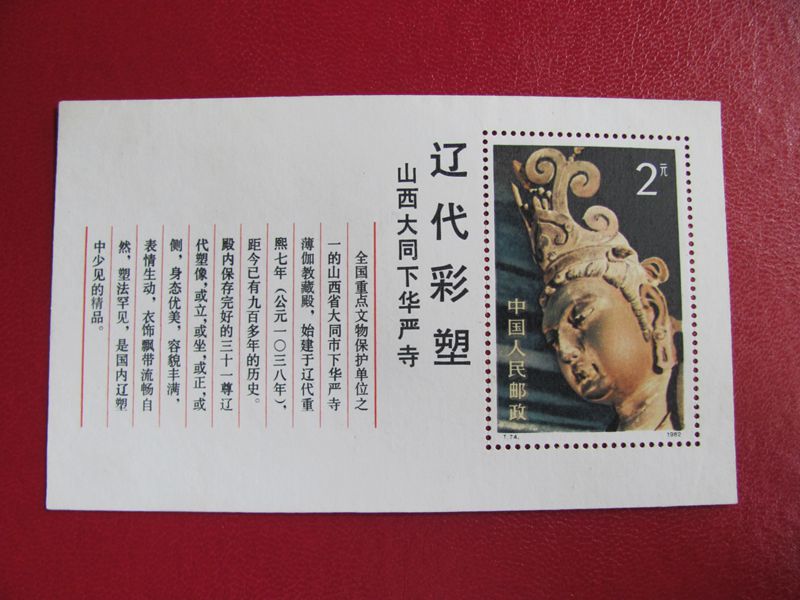 2元
中国人民邮政
T.74.
1982
辽代彩塑
山西大同下华严寺
全国重点文物保护单位之
一的山西省大同市下华严寺
薄伽教藏殿，始建于辽代重
熙七年（公元一〇三八年），
距今已有九百多年的历史。
殿内保存完好的三十一尊辽
代塑像，或立，或坐，或正，或
侧，身态优美，容貌丰满，
表情生动，衣饰飘带流畅自
然，塑法罕见，是国内辽塑
中少见的精品。